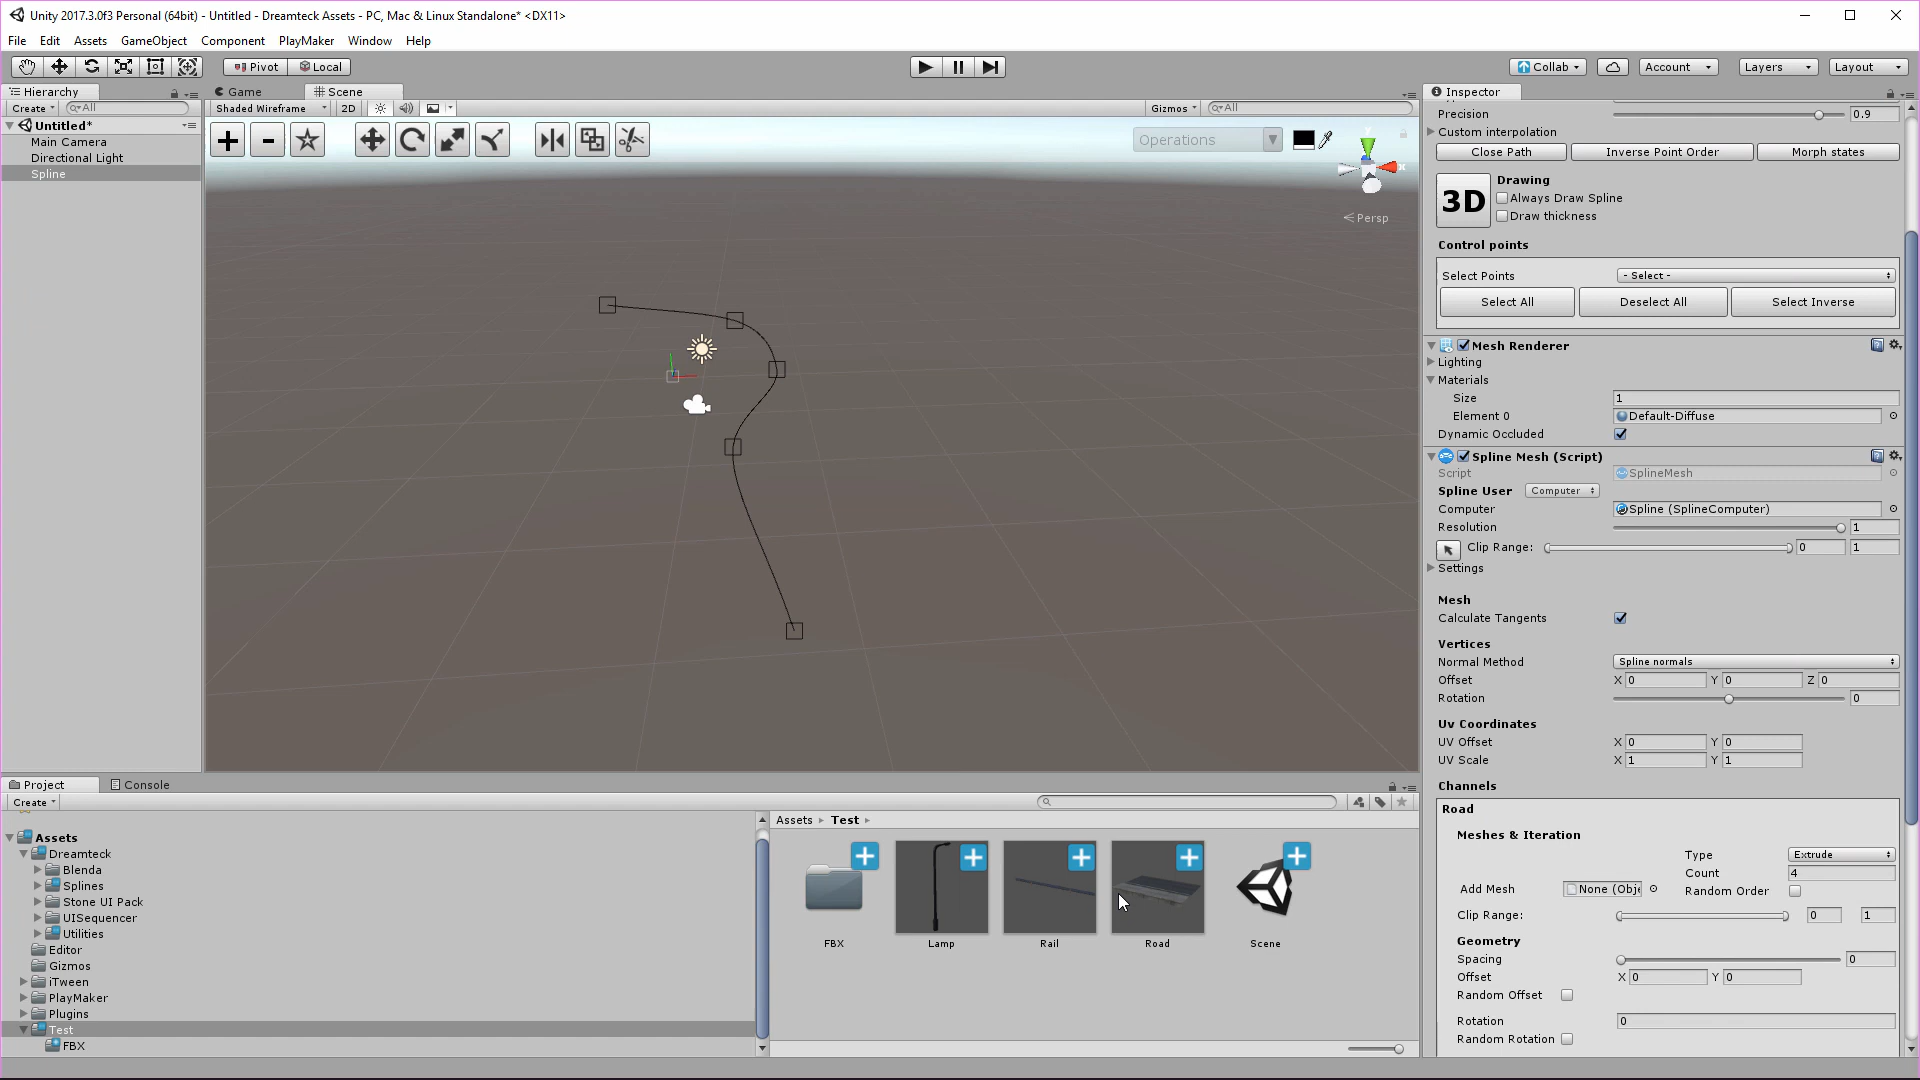 Unity 2017.3.0f3 Personal (64bit) - Untitled - Dreamteck Assets - PC, Mac & Linux Standalone* <DX11>
File Edit Assets GameObject Component PlayMaker Window Help
Pivot Local Collab Account Layers Layout
Hierarchy
Create All
Untitled*
Main Camera
Directional Light
Spline
Game Scene
Shaded Wireframe 2D Gizmos All
Operations
Persp
Inspector
Precision 0.9
Custom interpolation
Close Path Inverse Point Order Morph states
3D
Drawing
Always Draw Spline
Draw thickness
Control points
Select Points - Select -
Select All Deselect All Select Inverse
Mesh Renderer
Lighting
Materials
Size 1
Element 0 Default-Diffuse
Dynamic Occluded
Spline Mesh (Script)
Script SplineMesh
Spline User Computer
Computer Spline (SplineComputer)
Resolution 1
Clip Range: 0 1
Settings
Mesh
Calculate Tangents
Vertices
Normal Method Spline normals
Offset X 0 Y 0 Z 0
Rotation 0
Uv Coordinates
UV Offset X 0 Y 0
UV Scale X 1 Y 1
Channels
Road
Meshes & Iteration
Type Extrude
Count 4
Add Mesh None (Obje
Random Order
Clip Range: 0 1
Geometry
Spacing 0
Offset X 0 Y 0
Random Offset
Rotation 0
Random Rotation
Project Console
Create
Assets
Dreamteck
Blenda
Splines
Stone UI Pack
UISequencer
Utilities
Editor
Gizmos
iTween
PlayMaker
Plugins
Test
FBX
Assets Test
FBX Lamp Rail Road Scene